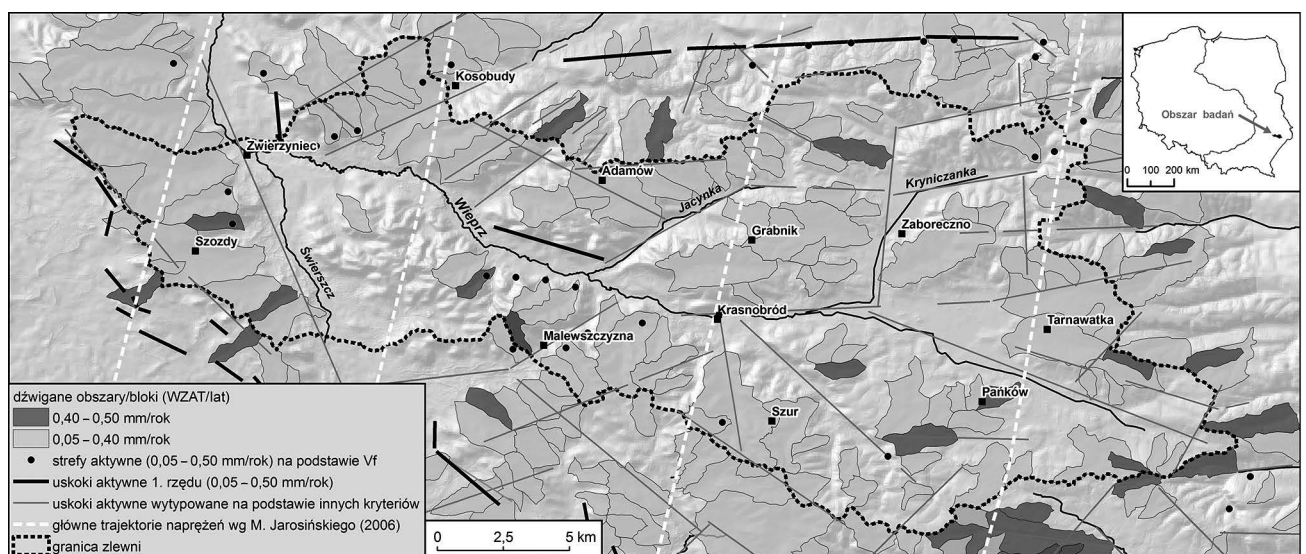 Kosobudy
Zwierzyniec
Adamów
Wieprz
Jacynka
Kryniczanka
Szozdy
Świerszcz
Grabnik
Zaboreczno
Krasnobród
Malewszczyzna
Tarnawatka
Pańków
Szur
Obszar badań
0 100 200 km
dźwigane obszary/bloki (WZAT/lat)
0,40 – 0,50 mm/rok
0,05 – 0,40 mm/rok
strefy aktywne (0,05 – 0,50 mm/rok) na podstawie Vf
uskoki aktywne 1. rzędu (0,05 – 0,50 mm/rok)
uskoki aktywne wytypowane na podstawie innych kryteriów
główne trajektorie naprężeń wg M. Jarosińskiego (2006)
granica zlewni
0 2,5 5 km